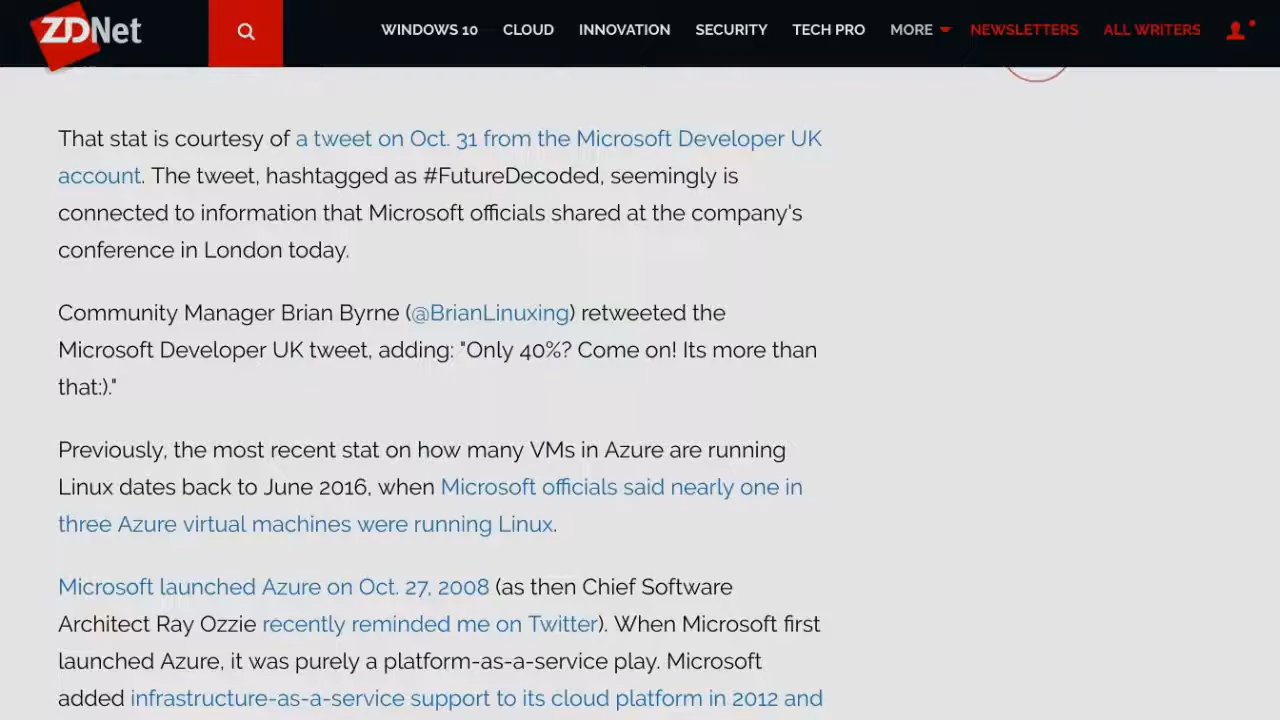 ZDNet
WINDOWS 10 CLOUD INNOVATION SECURITY TECH PRO MORE NEWSLETTERS ALL WRITERS
That stat is courtesy of a tweet on Oct. 31 from the Microsoft Developer UK
account. The tweet, hashtagged as #FutureDecoded, seemingly is
connected to information that Microsoft officials shared at the company's
conference in London today.
Community Manager Brian Byrne (@BrianLinuxing) retweeted the
Microsoft Developer UK tweet, adding: "Only 40%? Come on! Its more than
that:)."
Previously, the most recent stat on how many VMs in Azure are running
Linux dates back to June 2016, when Microsoft officials said nearly one in
three Azure virtual machines were running Linux.
Microsoft launched Azure on Oct. 27, 2008 (as then Chief Software
Architect Ray Ozzie recently reminded me on Twitter). When Microsoft first
launched Azure, it was purely a platform-as-a-service play. Microsoft
added infrastructure-as-a-service support to its cloud platform in 2012 and